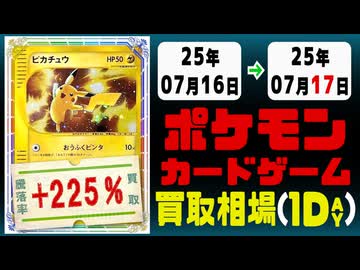 ピカチュウ HP50
おうふくビンタ 10
騰落率 +225% 買取
25年
07月16日
25年
07月17日
ポケモン
カードゲーム
買取相場(1D)